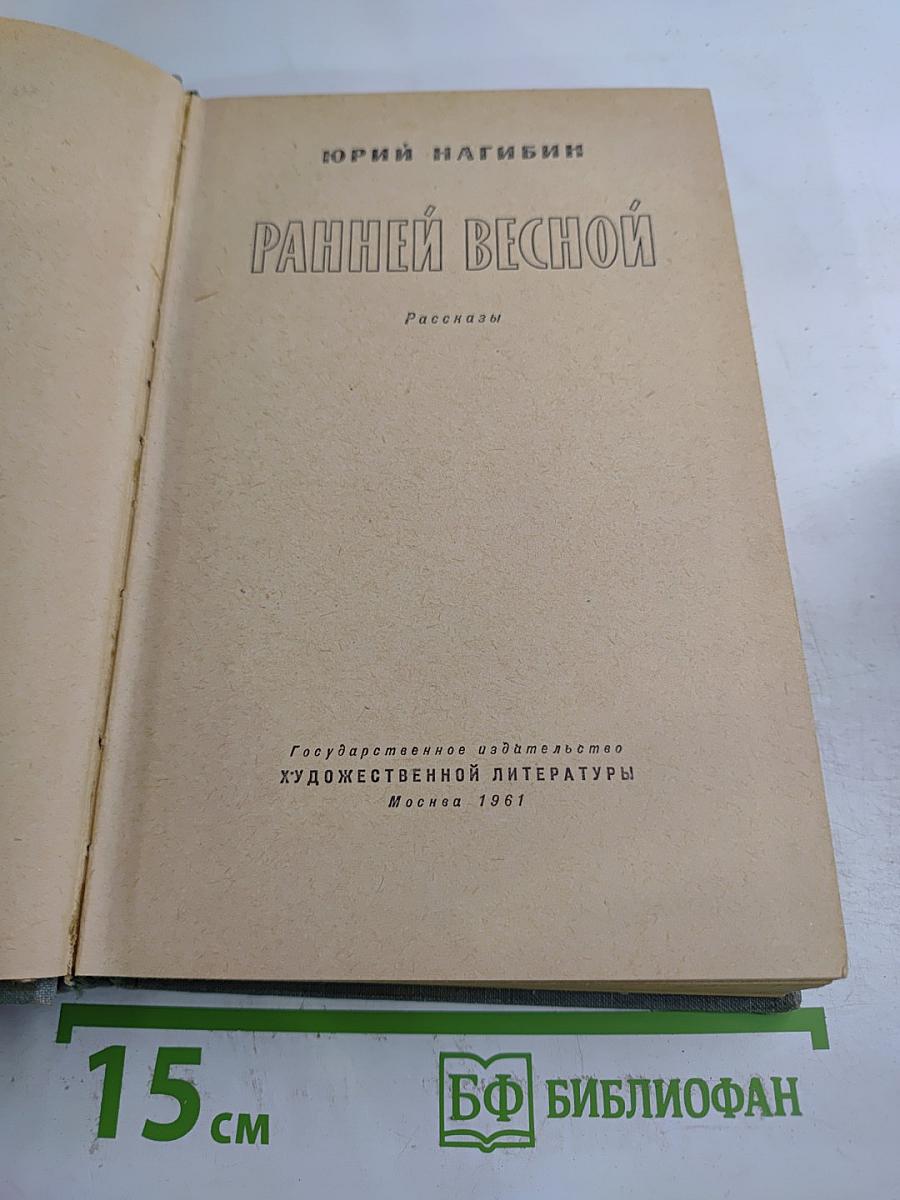 ЮРИЙ НАГИБИН
РАННЕЙ ВЕСНОЙ
Рассказы
Государственное издательство
ХУДОЖЕСТВЕННОЙ ЛИТЕРАТУРЫ
Москва 1961
15 см
БФ БИБЛИОФАН